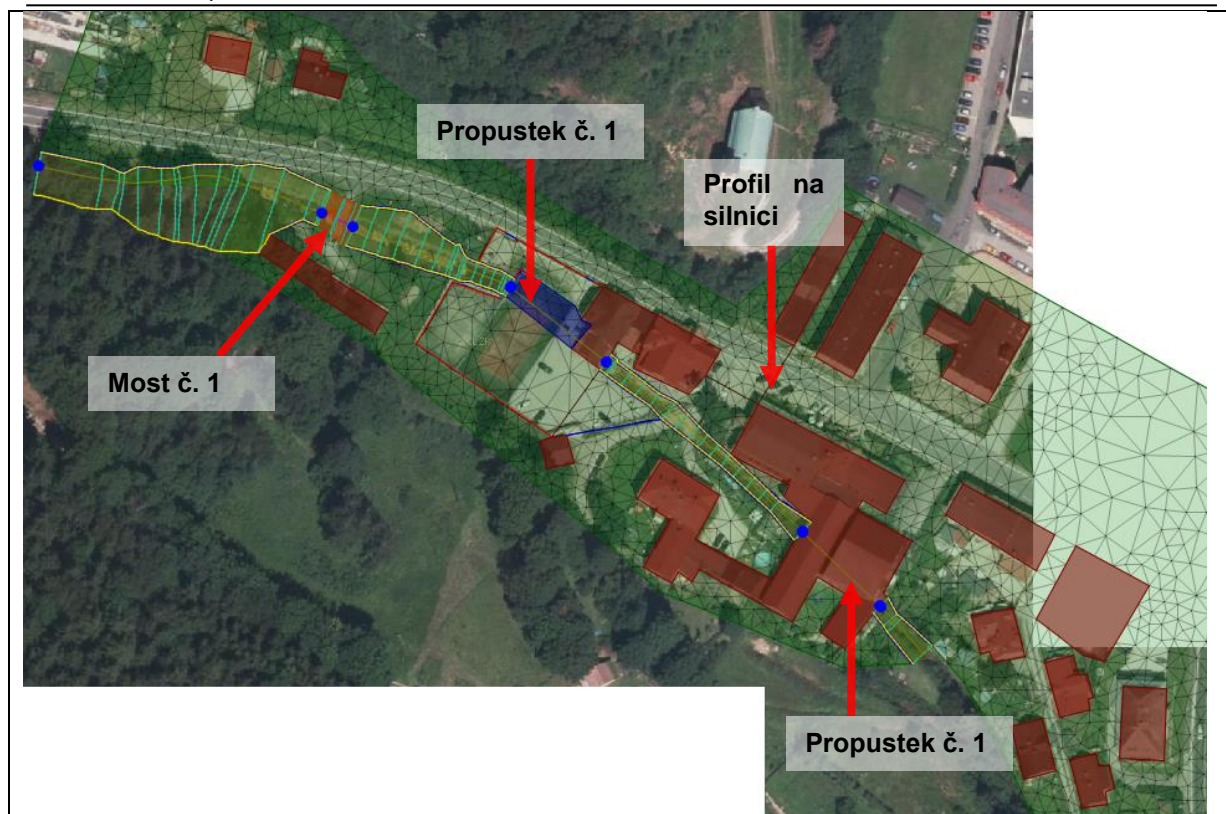 Propustek č. 1
Profil na
silnici
Most č. 1
Propustek č. 1